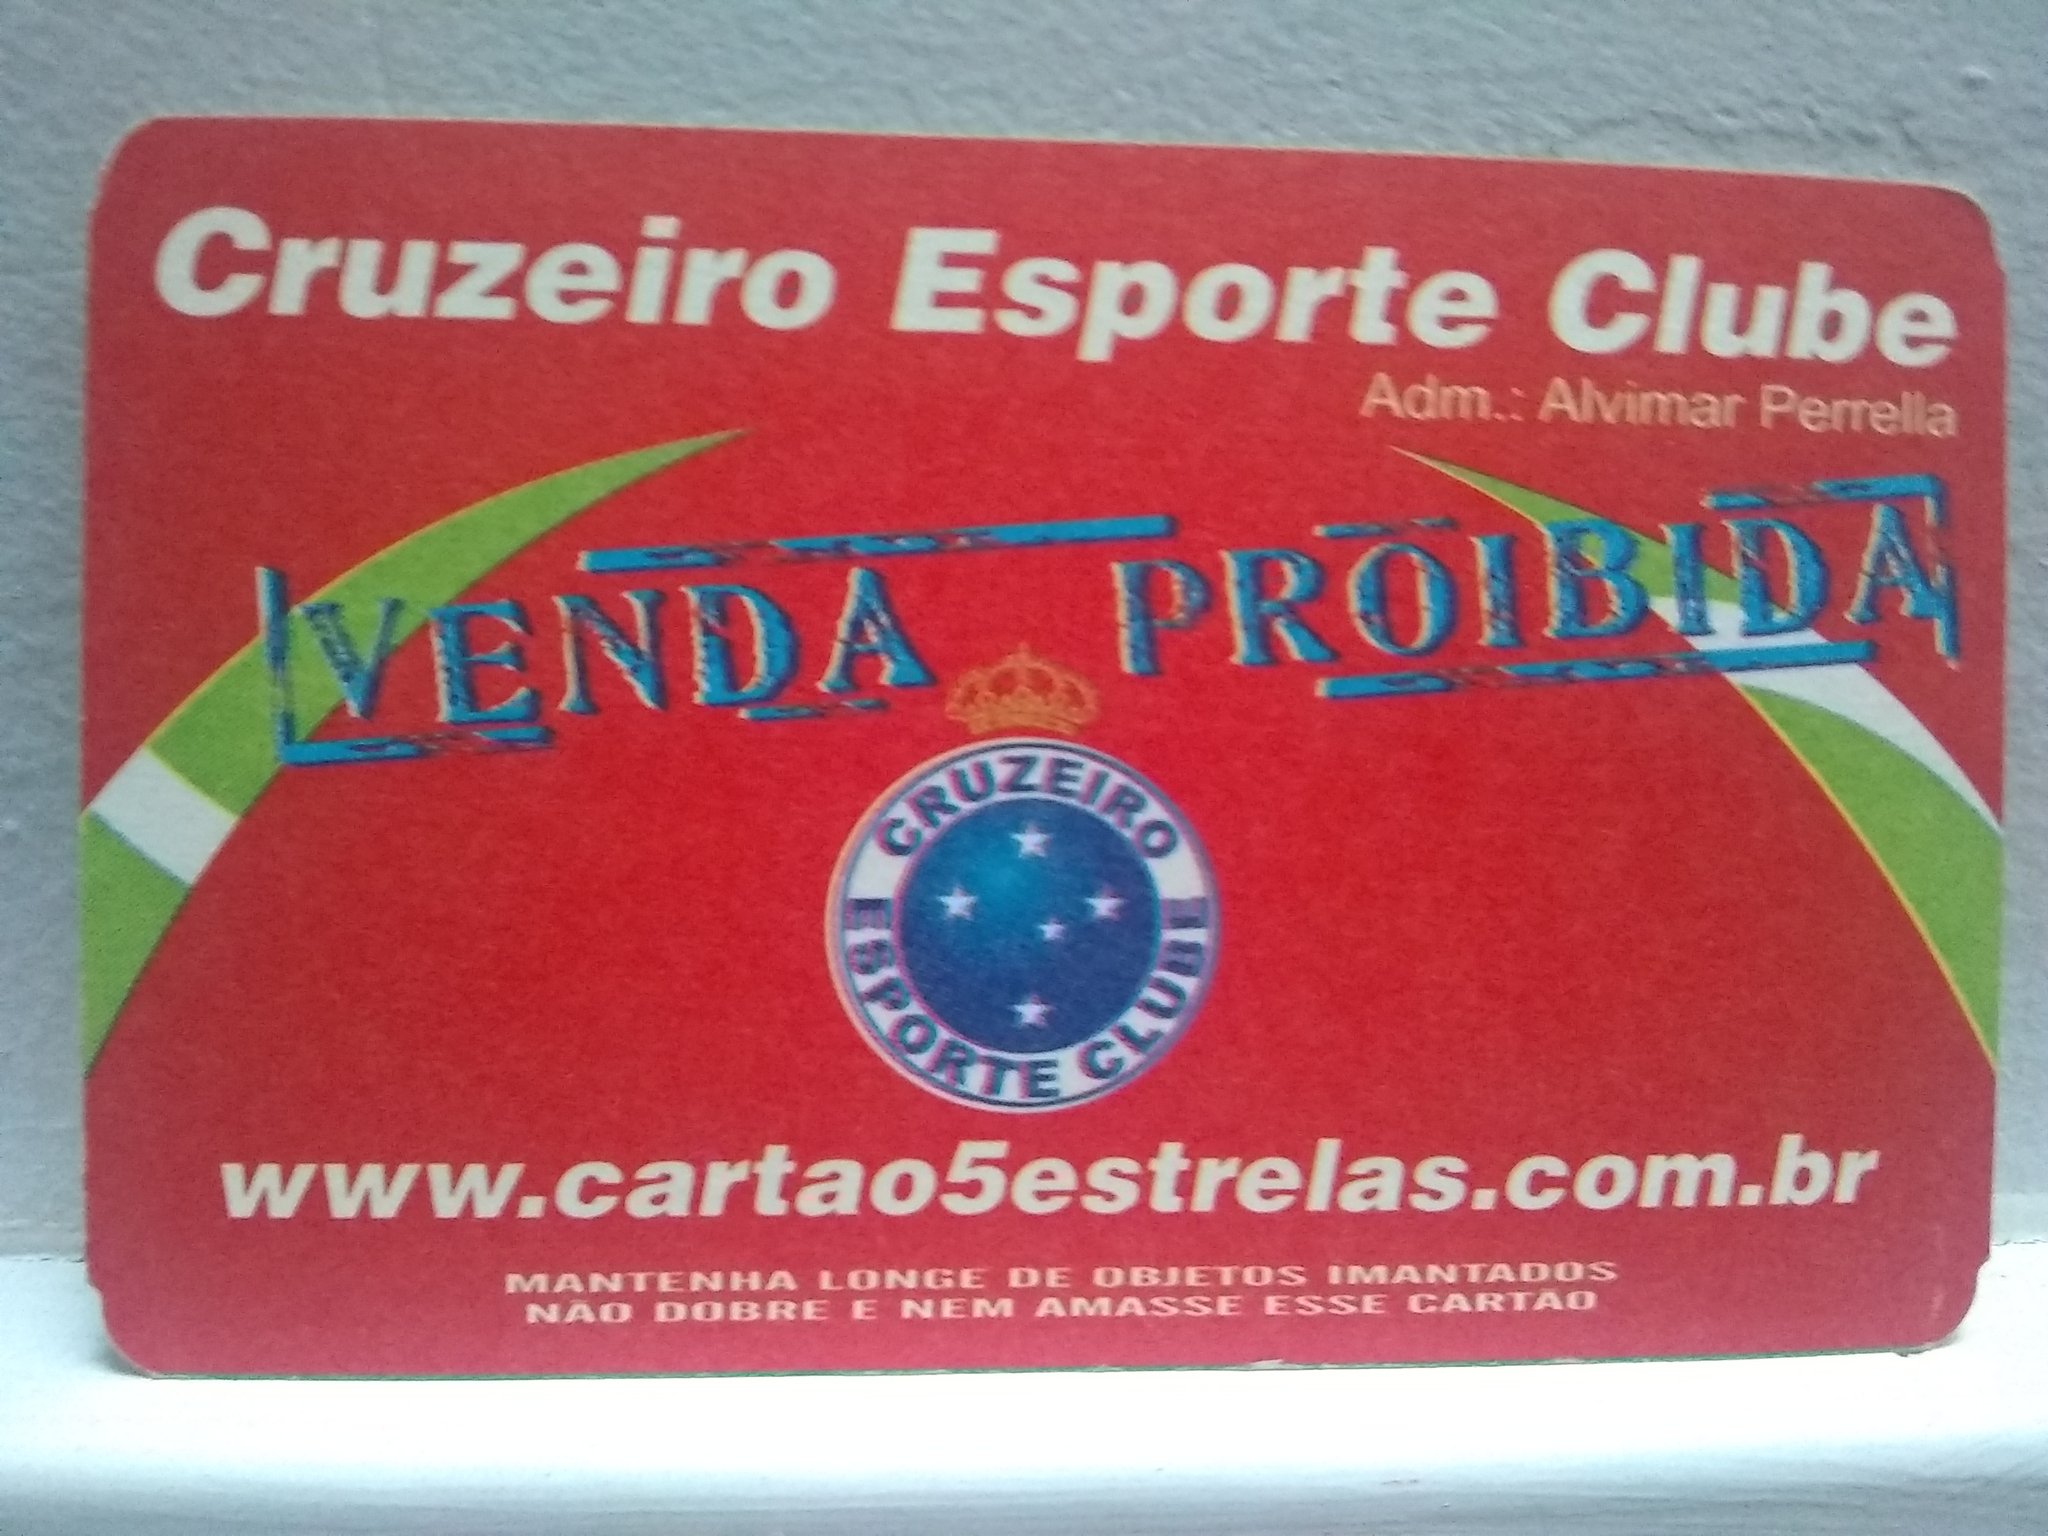 Cruzeiro Esporte Clube
Adm.: Alvimar Perrella
VENDA PROIBIDA
CRUZEIRO
ESPORTE CLUBE
www.cartao5estrelas.com.br
MANTENHA LONGE DE OBJETOS IMANTADOS
NÃO DOBRE E NEM AMASSE ESSE CARTAO